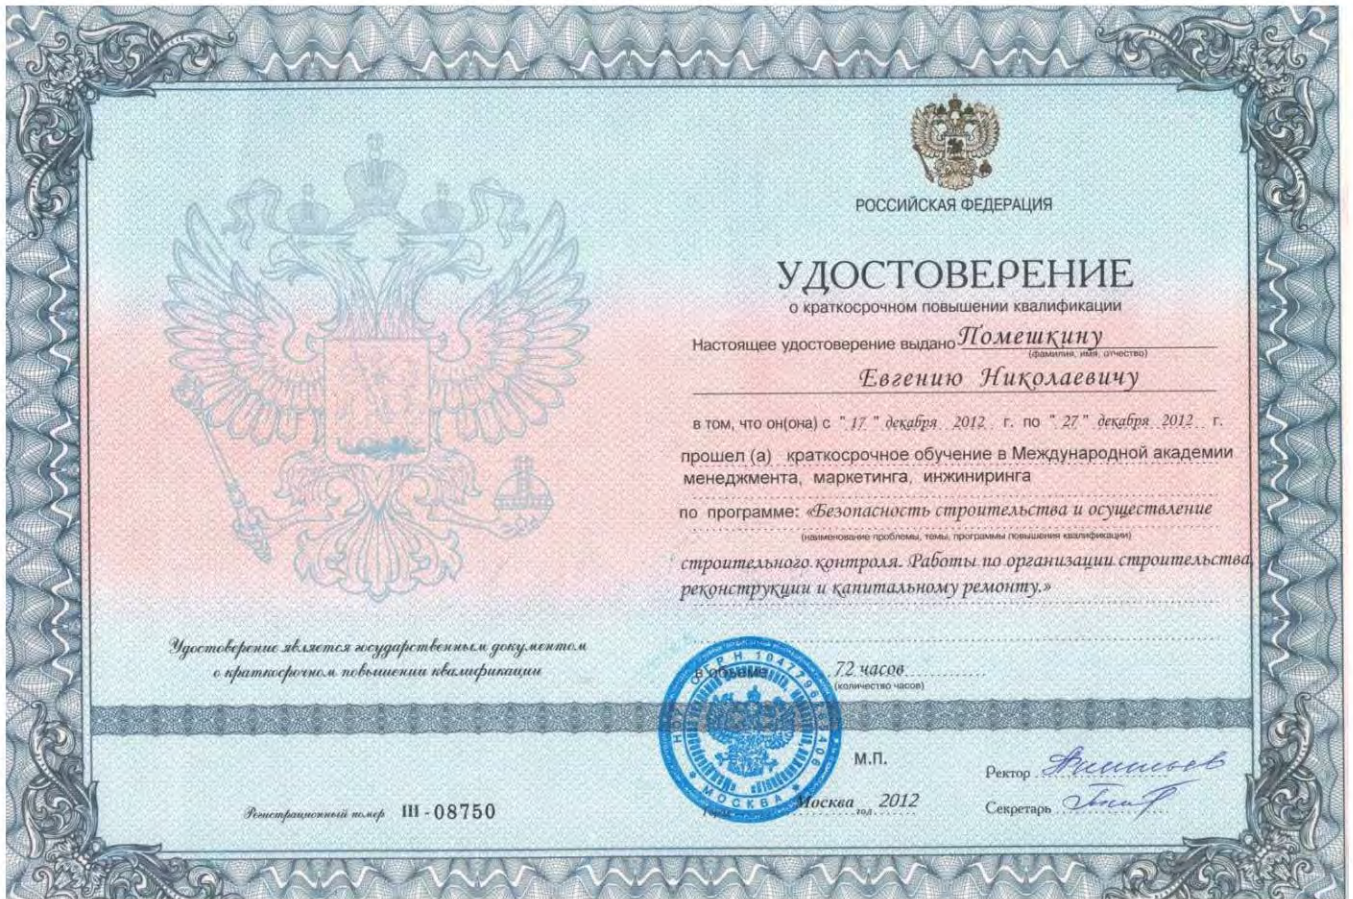 РОССИЙСКАЯ ФЕДЕРАЦИЯ
УДОСТОВЕРЕНИЕ
о краткосрочном повышении квалификации
Настоящее удостоверение выдано Помешкину
(фамилия, имя, отчество)
Евгению Николаевичу
в том, что он(она) с "17" декабря 2012 г. по "27" декабря 2012 г.
прошел (а) краткосрочное обучение в Международной академии
менеджмента, маркетинга, инжиниринга
по программе: «Безопасность строительства и осуществление
(наименование проблемы, темы, программы повышения квалификации)
строительного контроля. Работы по организации строительства,
реконструкции и капитальному ремонту.»
в объеме 72 часов
(количество часов)
Удостоверение является государственным документом
о краткосрочном повышении квалификации
Регистрационный номер III - 08750
МОСКВА
М.П.
Ректор
Москва год 2012
Секретарь